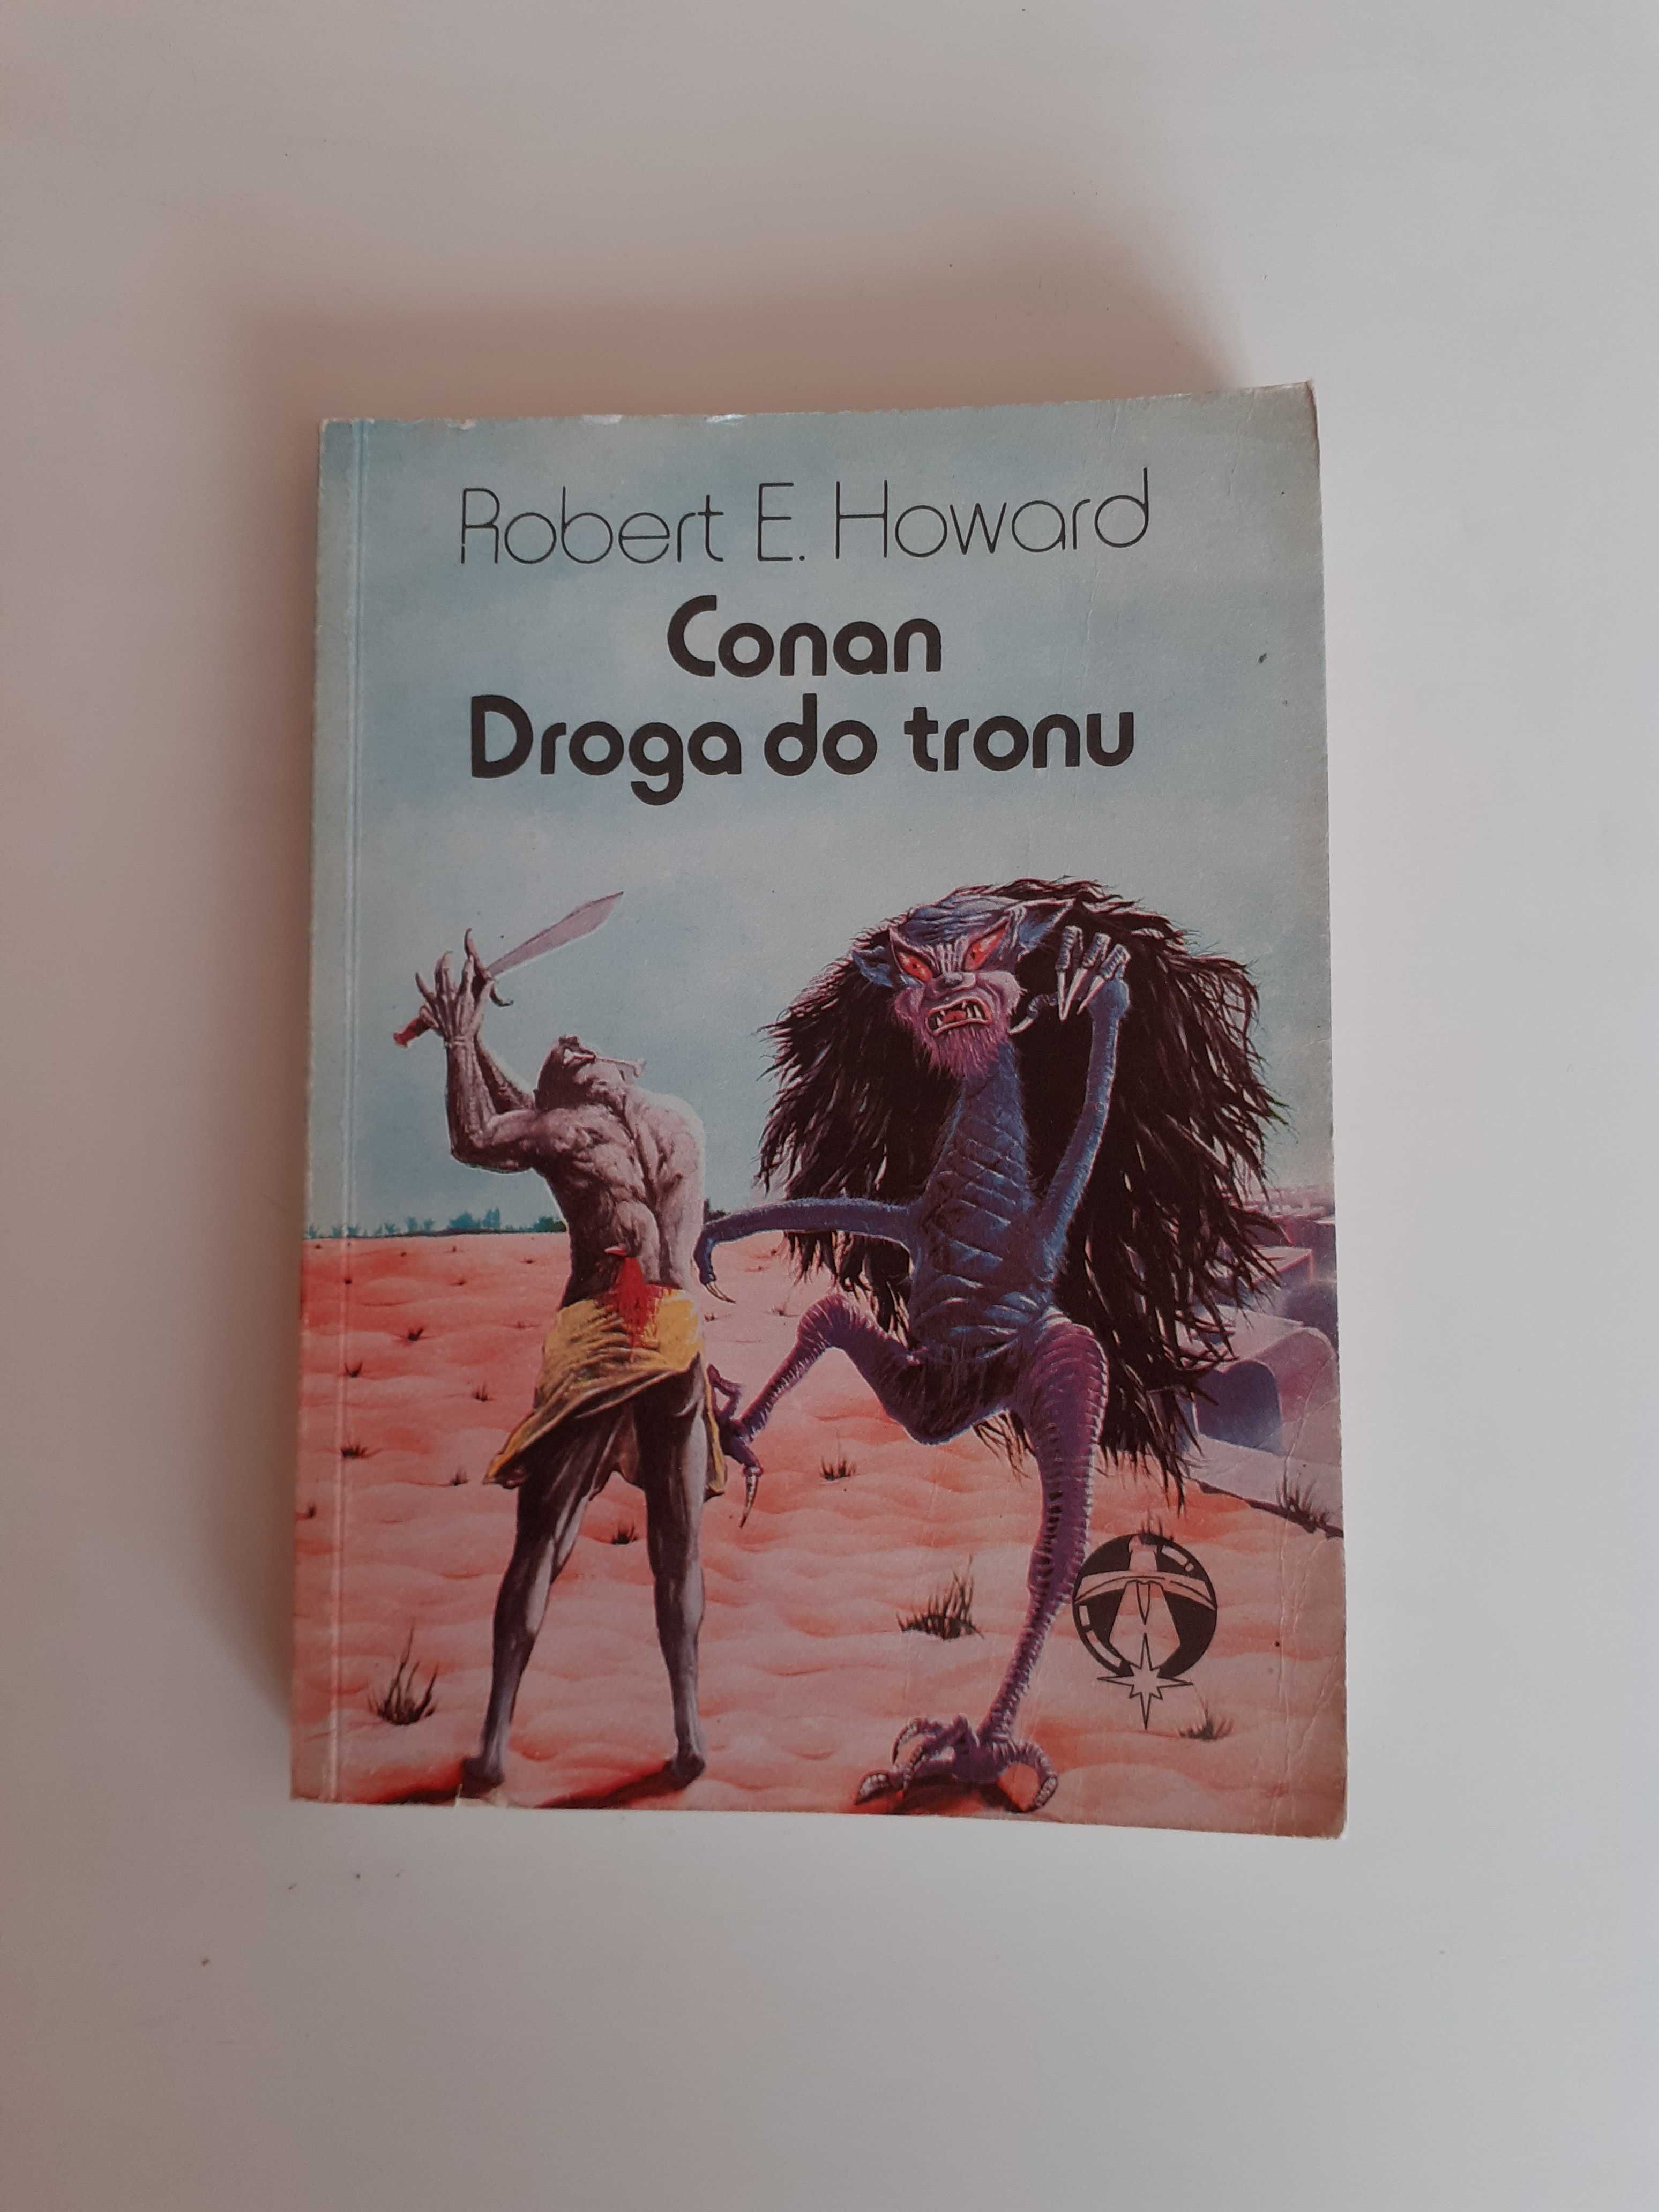 Robert E. Howard
Conan
Droga do tronu